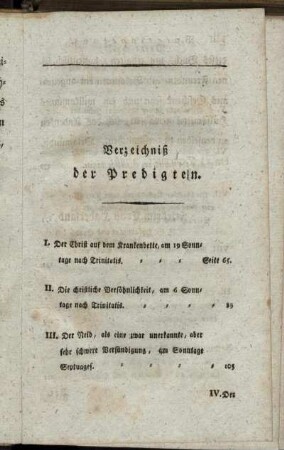 Verzeichniß
der Predigten.
I. Der Christ auf dem Krankenbette, am 19 Sonn-
tage nach Trinitatis. = = = Seite 65.
II. Die christliche Versöhnlichkeit, am 6 Sonn-
tage nach Trinitatis. = = = = = 85
III. Der Neid, als eine zwar unerkannte, aber
sehr schwere Versündigung, am Sonntage
Septuages. = = = = = 105
IV. Der